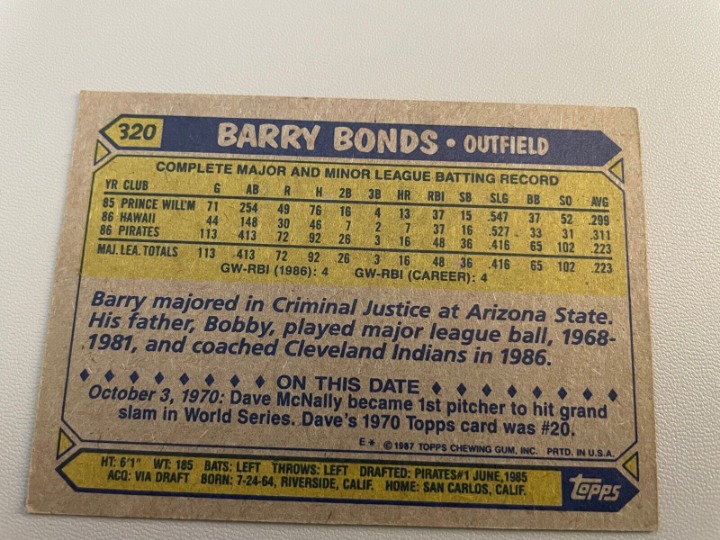 320 BARRY BONDS • OUTFIELD
COMPLETE MAJOR AND MINOR LEAGUE BATTING RECORD
YR CLUB G AB R H 2B 3B HR RBI SB SLG BB SO AVG
85 PRINCE WILL'M 71 254 49 76 16 4 13 37 15 .547 37 52 .299
86 HAWAII 44 148 30 46 7 2 7 37 16 .527 33 31 .311
86 PIRATES 113 413 72 92 26 3 16 48 36 .416 65 102 .223
MAJ. LEA. TOTALS 113 413 72 92 26 3 16 48 36 .416 65 102 .223
GW-RBI (1986): 4 GW-RBI (CAREER): 4
Barry majored in Criminal Justice at Arizona State.
His father, Bobby, played major league ball, 1968-
1981, and coached Cleveland Indians in 1986.
♦ ♦ ♦ ♦ ♦ ♦ ♦ ♦ ON THIS DATE ♦ ♦ ♦ ♦ ♦ ♦ ♦ ♦
October 3, 1970: Dave McNally became 1st pitcher to hit grand
slam in World Series. Dave's 1970 Topps card was #20.
E* ©1987 TOPPS CHEWING GUM, INC. PRTD. IN U.S.A.
HT: 6'1" WT: 185 BATS: LEFT THROWS: LEFT DRAFTED: PIRATES#1 JUNE, 1985
ACQ: VIA DRAFT BORN: 7-24-64, RIVERSIDE, CALIF. HOME: SAN CARLOS, CALIF.
TOPPS